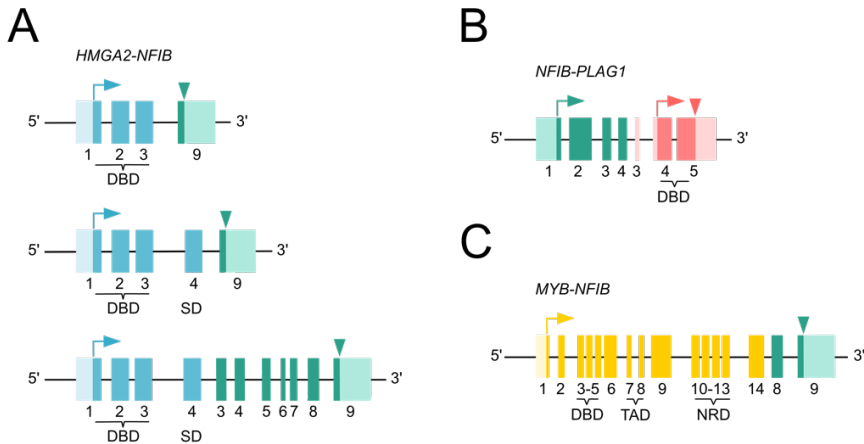 A
HMGA2-NFIB
5' 3'
1 2 3 9
DBD
5' 3'
1 2 3 4 9
DBD SD
5' 3'
1 2 3 4 3 4 5 6 7 8 9
DBD SD
B
NFIB-PLAG1
5' 3'
1 2 3 4 3 4 5
DBD
C
MYB-NFIB
5' 3'
1 2 3-5 6 7 8 9 10-13 14 8 9
DBD TAD NRD